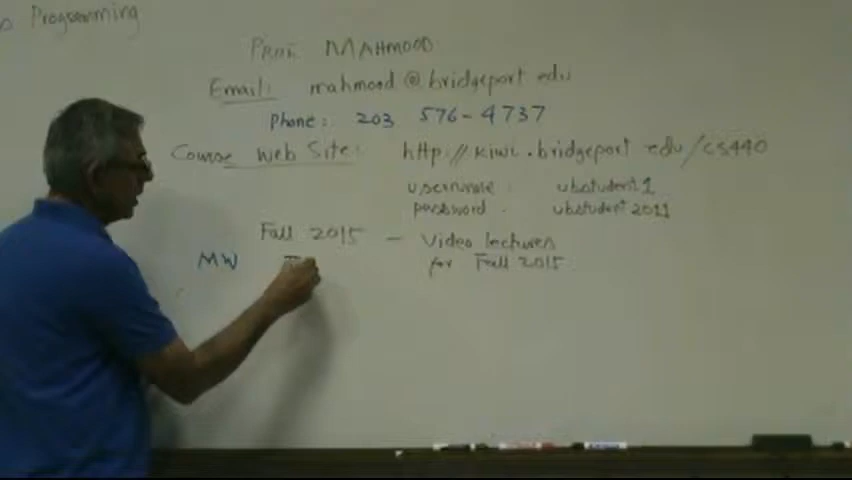 Programming
Prof. MAHMOOD
Email: mahmood@bridgeport edu
Phone: 203 576-4737
Course Web Site: http://kiwi.bridgeport edu/cs440
username: ubstudent1
password: ubstudent2011
Fall 2015 - Video lectures
MW for Fall 2015